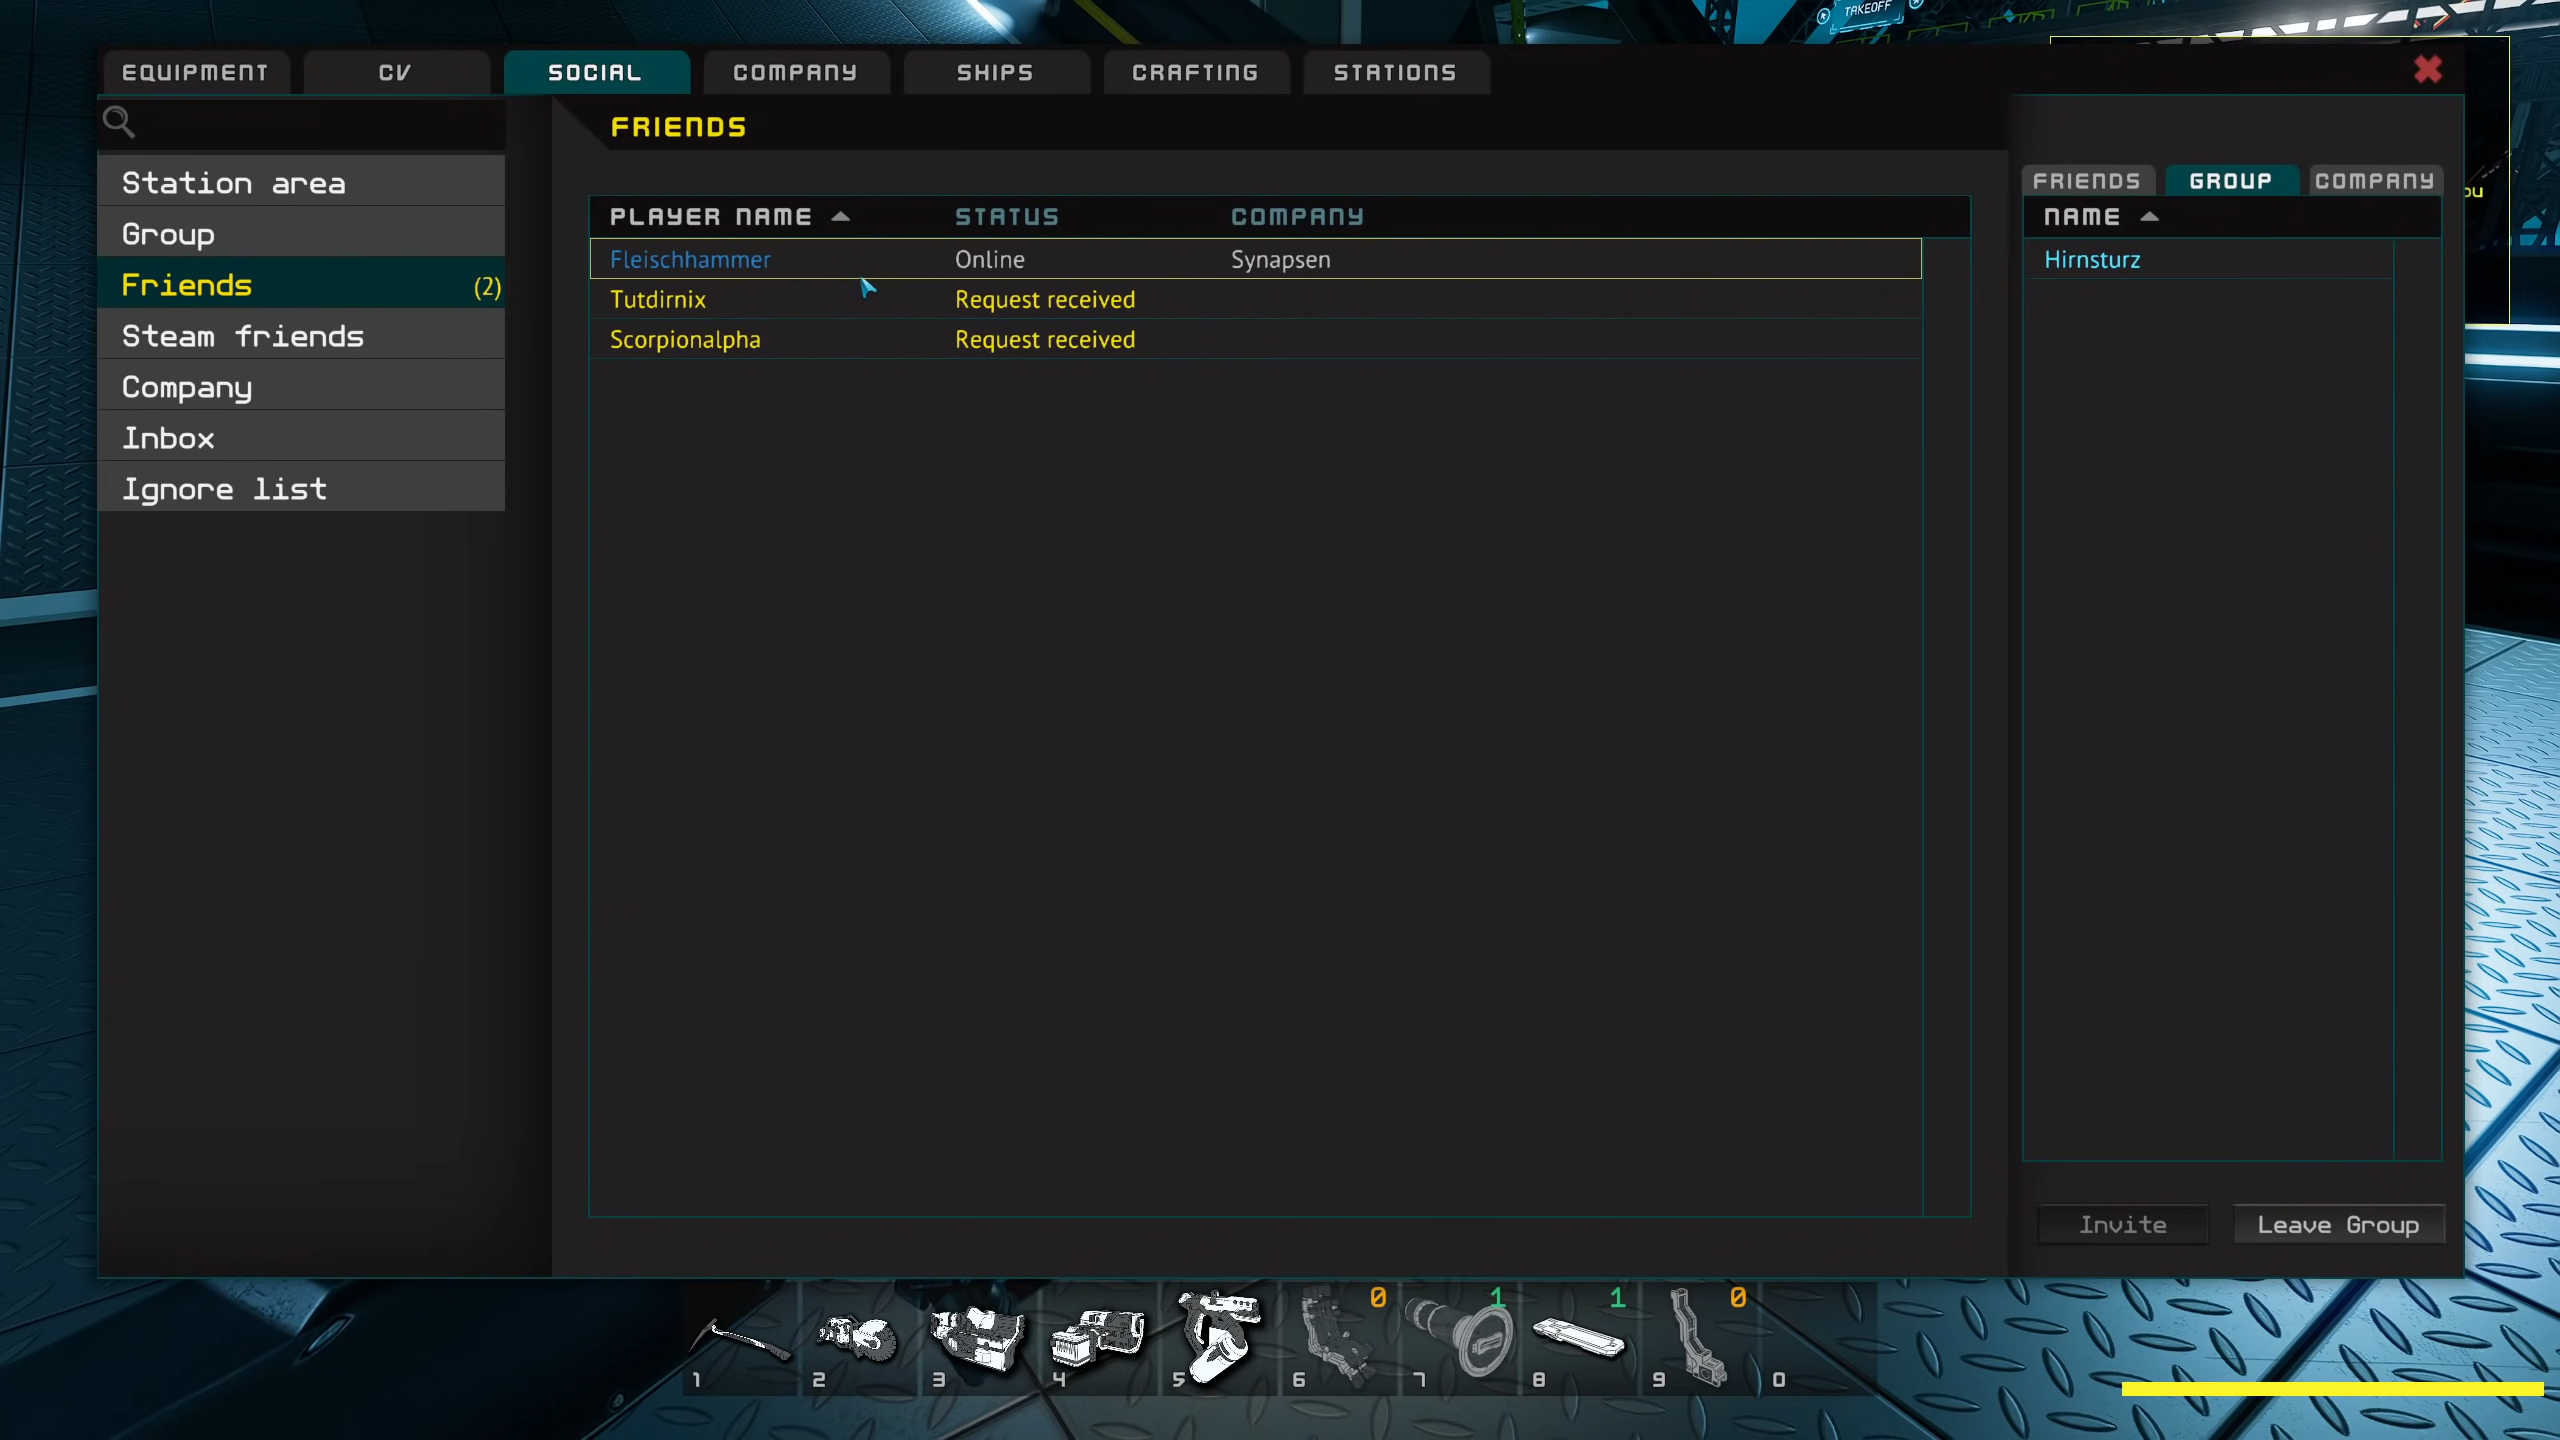 TAKEOFF
EQUIPMENT CV SOCIAL COMPANY SHIPS CRAFTING STATIONS
FRIENDS
Station area
Group
Friends (2)
Steam friends
Company
Inbox
Ignore list
PLAYER NAME STATUS COMPANY
Fleischhammer Online Synapsen
Tutdirnix Request received
Scorpionalpha Request received
FRIENDS GROUP COMPANY
NAME
Hirnsturz
Invite Leave Group
0 1 1 0
1 2 3 4 5 6 7 8 9 0